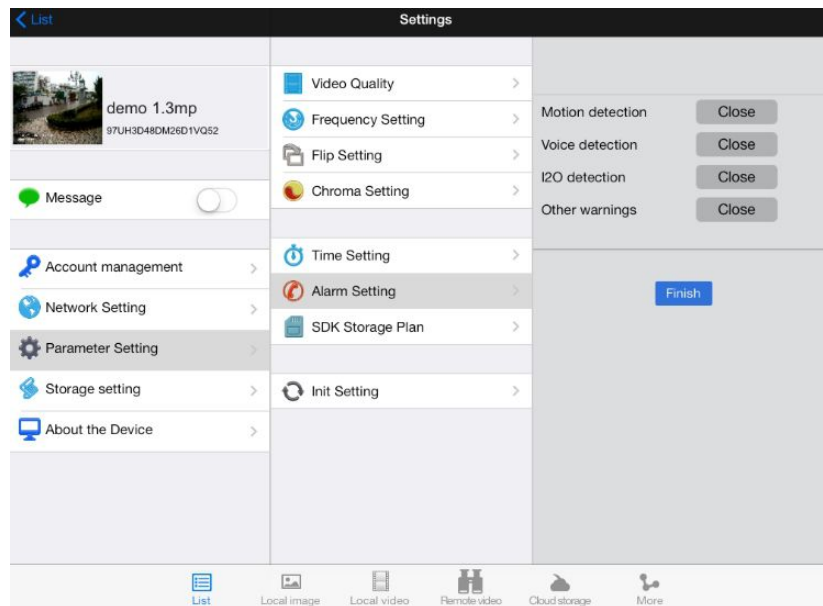 List
Settings
demo 1.3mp
97UH3D48DM26D1VQ52
Message
Account management
Network Setting
Parameter Setting
Storage setting
About the Device
Video Quality
Frequency Setting
Flip Setting
Chroma Setting
Time Setting
Alarm Setting
SDK Storage Plan
Init Setting
Motion detection Close
Voice detection Close
I2O detection Close
Other warnings Close
Finish
List Local image Local video Remote video Cloud storage More